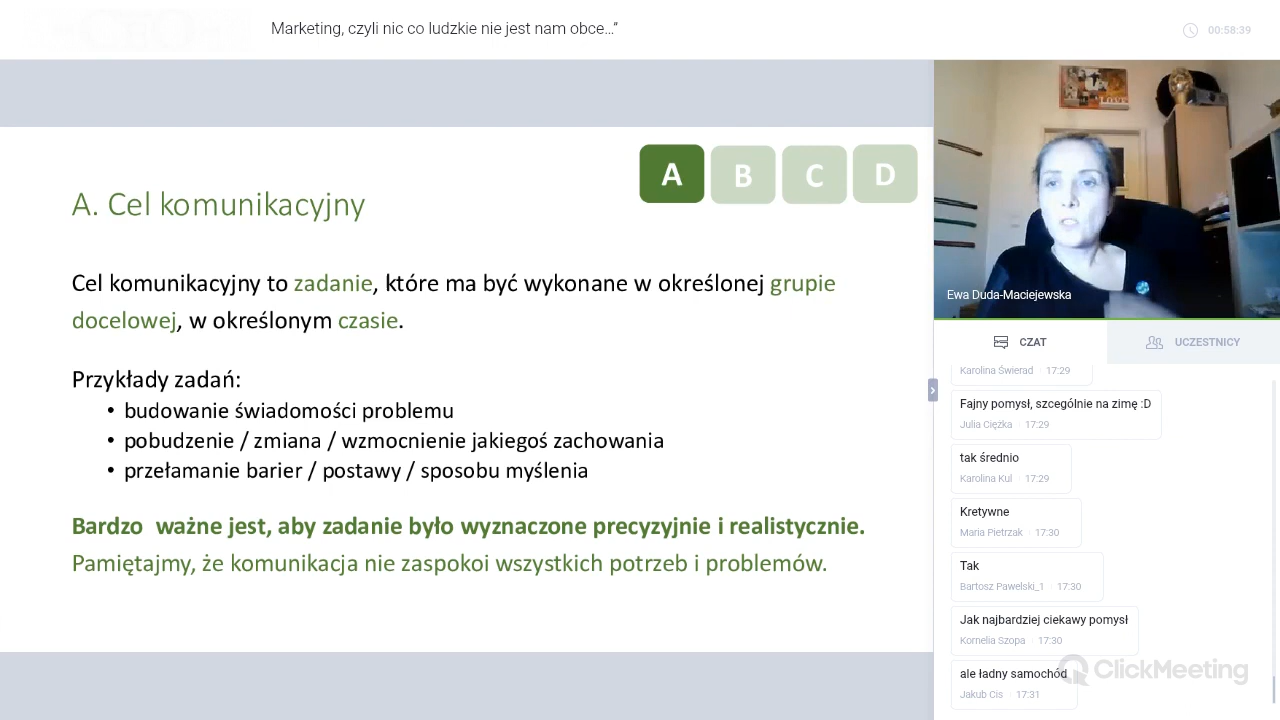 Marketing, czyli nic co ludzkie nie jest nam obce..."
00:58:39
A B C D
A. Cel komunikacyjny
Cel komunikacyjny to zadanie, które ma być wykonane w określonej grupie
docelowej, w określonym czasie.
Przykłady zadań:
• budowanie świadomości problemu
• pobudzenie / zmiana / wzmocnienie jakiegoś zachowania
• przełamanie barier / postawy / sposobu myślenia
Bardzo ważne jest, aby zadanie było wyznaczone precyzyjnie i realistycznie.
Pamiętajmy, że komunikacja nie zaspokoi wszystkich potrzeb i problemów.
Ewa Duda-Maciejewska
CZAT
UCZESTNICY
Karolina Świerad · 17:29
Fajny pomysł, szcególnie na zimę :D
Julia Ciężka · 17:29
tak średnio
Karolina Kul · 17:29
Kretywne
Maria Pietrzak · 17:30
Tak
Bartosz Pawelski_1 · 17:30
Jak najbardziej ciekawy pomysł
Kornelia Szopa · 17:30
ale ładny samochód
Jakub Cis · 17:31
ClickMeeting